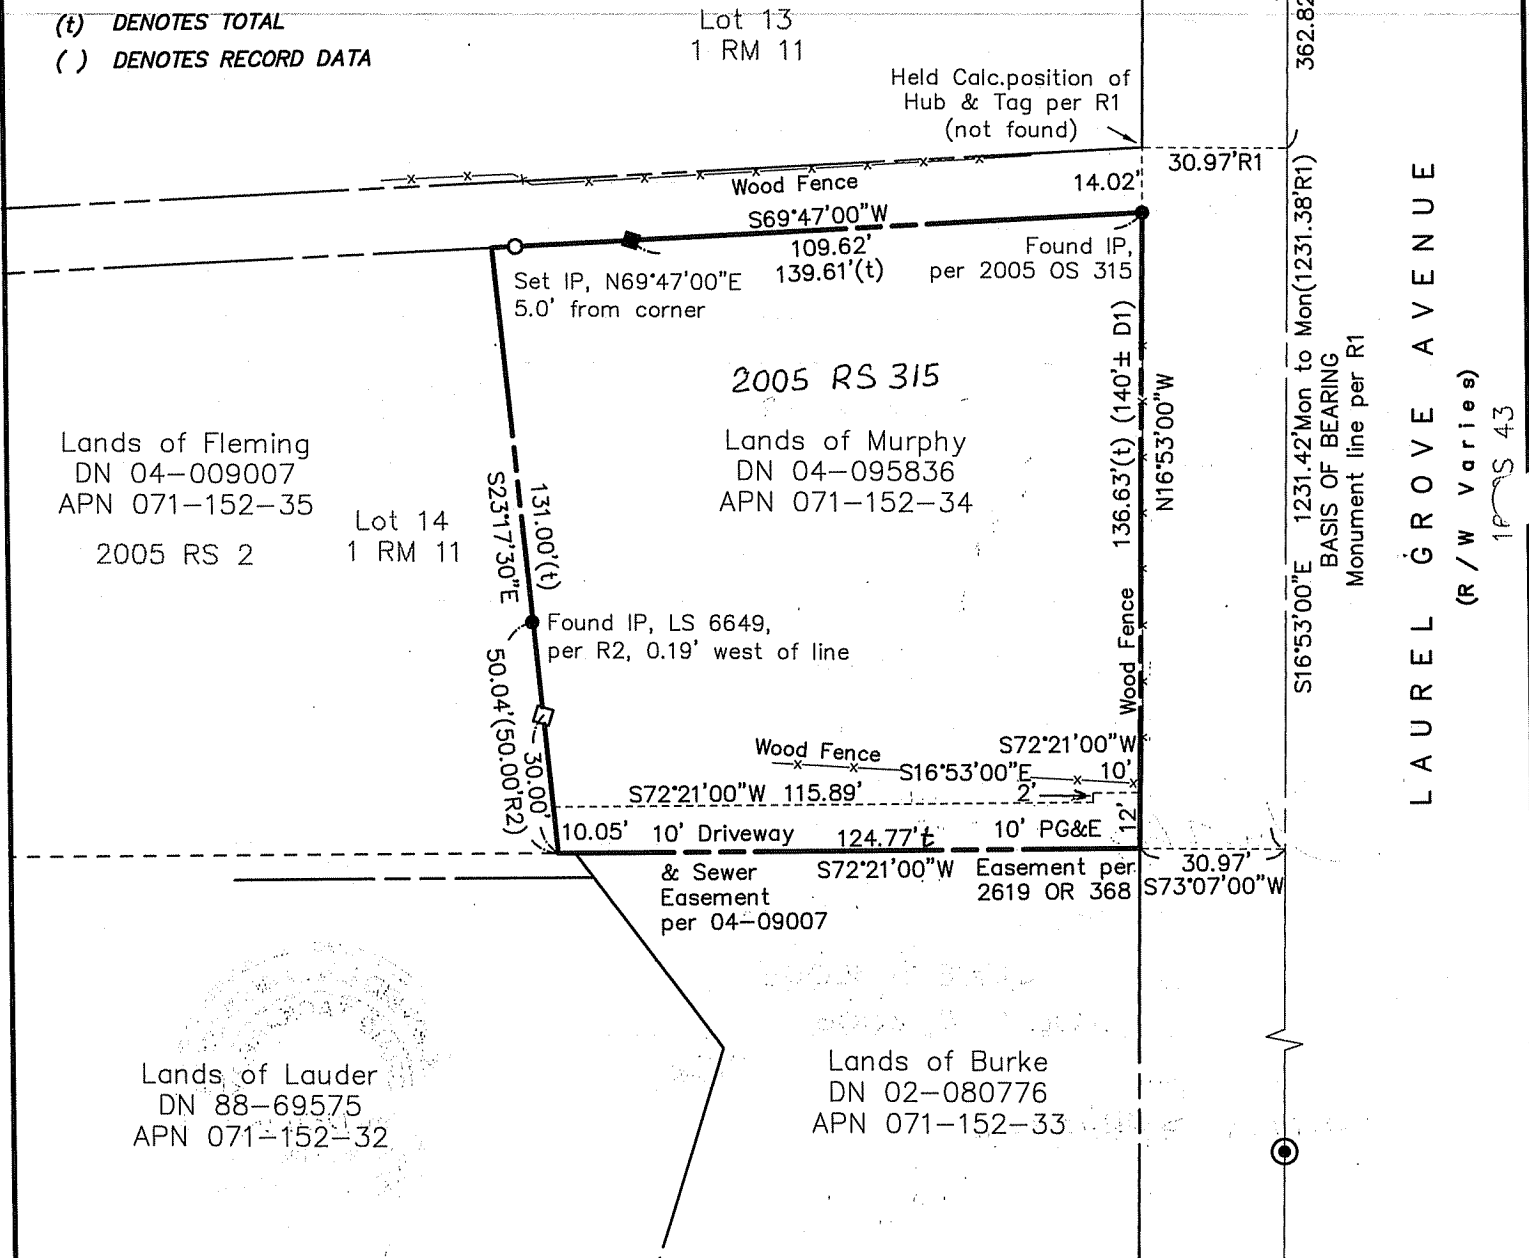 (t) DENOTES TOTAL
( ) DENOTES RECORD DATA
Lot 13
1 RM 11
Held Calc.position of
Hub & Tag per R1
(not found)
362.82
30.97'R1
14.02'
Wood Fence
S69°47'00"W
109.62'
139.61'(t)
Found IP,
per 2005 OS 315
Set IP, N69°47'00"E
5.0' from corner
2005 RS 315
Lands of Murphy
DN 04-095836
APN 071-152-34
Lands of Fleming
DN 04-009007
APN 071-152-35
2005 RS 2
Lot 14
1 RM 11
S23°17'30"E
131.00'(t)
Found IP, LS 6649,
per R2, 0.19' west of line
50.04'(50.00'R2)
30.00'
136.63'(t) (140'± D1)
N16°53'00"W
Wood Fence
S16°53'00"E 1231.42'Mon to Mon(1231.38'R1)
BASIS OF BEARING
Monument line per R1
LAUREL GROVE AVENUE
(R/W varies)
Wood Fence
S72°21'00"W
S16°53'00"E
10'
2'
S72°21'00"W 115.89'
12'
10.05'
10' Driveway
124.77't
10' PG&E
& Sewer
Easement
per 04-09007
S72°21'00"W
Easement per
2619 OR 368
30.97'
S73°07'00"W
Lands of Lauder
DN 88-69575
APN 071-152-32
Lands of Burke
DN 02-080776
APN 071-152-33